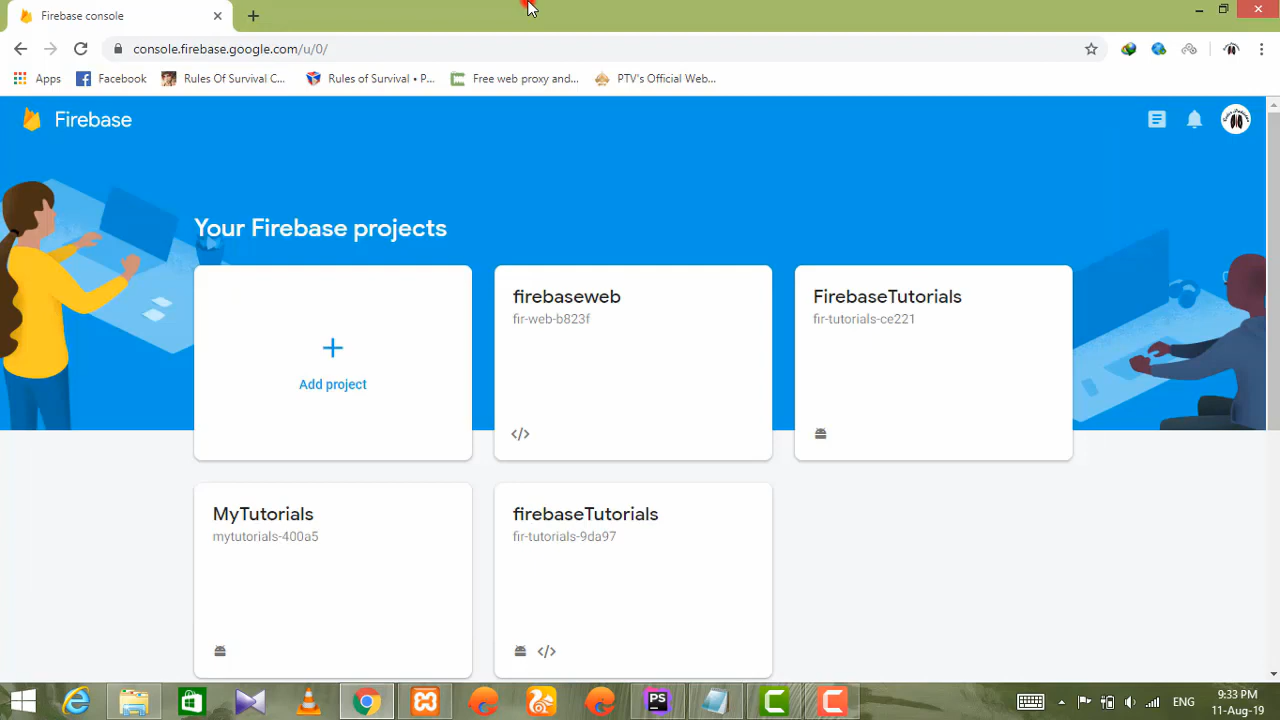 Firebase console
console.firebase.google.com/u/0/
Apps
Facebook
Rules Of Survival C...
Rules of Survival • P...
Free web proxy and...
PTV's Official Web...
Firebase
Your Firebase projects
Add project
firebaseweb
fir-web-b823f
</>
FirebaseTutorials
fir-tutorials-ce221
MyTutorials
mytutorials-400a5
firebaseTutorials
fir-tutorials-9da97
</>
PS
ENG
9:33 PM
11-Aug-19